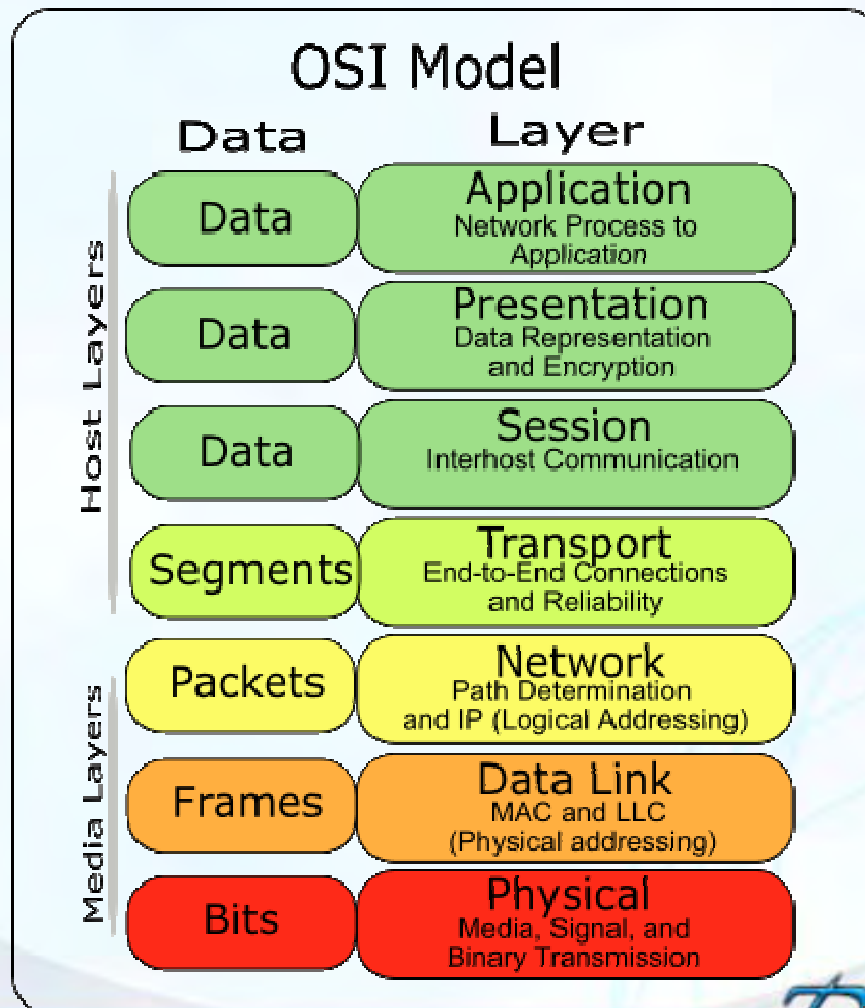 OSI Model
Data Layer
Host Layers
Data
Application
Network Process to
Application
Data
Presentation
Data Representation
and Encryption
Data
Session
Interhost Communication
Segments
Transport
End-to-End Connections
and Reliability
Media Layers
Packets
Network
Path Determination
and IP (Logical Addressing)
Frames
Data Link
MAC and LLC
(Physical addressing)
Bits
Physical
Media, Signal, and
Binary Transmission